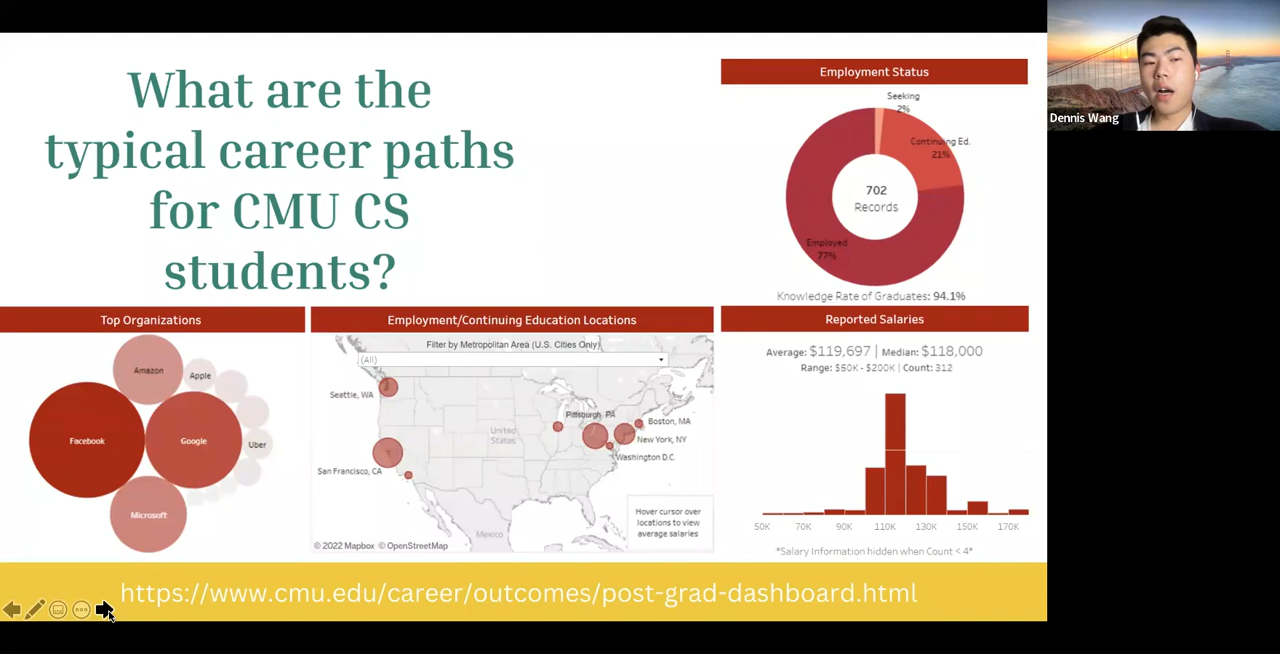 What are the
typical career paths
for CMU CS
students?
Employment Status
Seeking
2%
Continuing Ed.
21%
702
Records
Employed
77%
Knowledge Rate of Graduates: 94.1%
Dennis Wang
Top Organizations
Amazon
Apple
Facebook
Google
Uber
Microsoft
Employment/Continuing Education Locations
Filter by Metropolitan Area (U.S. Cities Only)
(All)
Seattle, WA
Pittsburgh, PA
Boston, MA
United
States
New York, NY
Washington D.C.
San Francisco, CA
Hover cursor over
locations to view
average salaries
Mexico
© 2022 Mapbox © OpenStreetMap
Reported Salaries
Average: $119,697 | Median: $118,000
Range: $50K - $200K | Count: 312
50K 70K 90K 110K 130K 150K 170K
*Salary Information hidden when Count < 4*
https://www.cmu.edu/career/outcomes/post-grad-dashboard.html